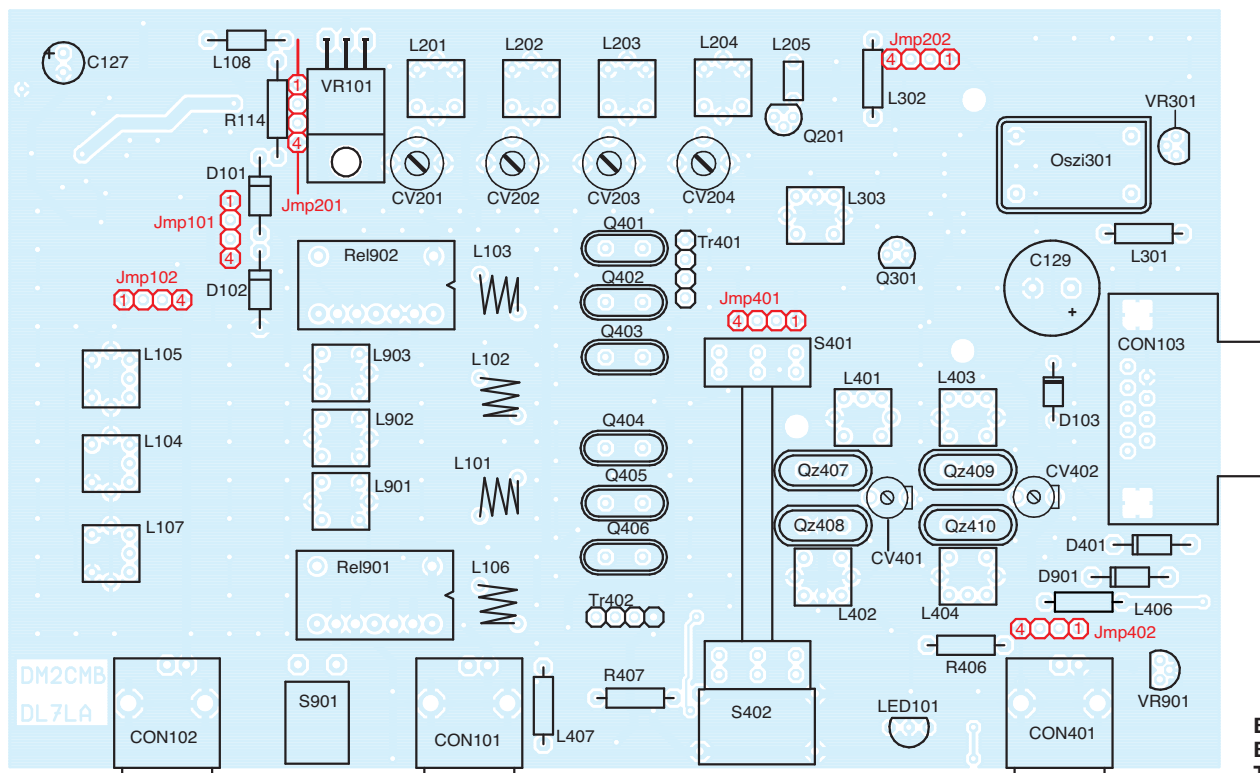 C127
L108
R114
1
4
VR101
L201
L202
L203
L204
L205
Q201
Jmp202
4
1
L302
VR301
Oszi301
D101
Jmp201
CV201
CV202
CV203
CV204
L303
1
Jmp101
4
Q401
Tr401
L301
Rel902
L103
Q402
Q301
C129
+
Jmp102
1
4
D102
Jmp401
4
1
Q403
S401
CON103
L105
L903
L102
L401
L403
D103
L104
L902
Q404
L101
Q405
Qz407
Qz409
CV402
L901
L107
Q406
Qz408
Qz410
CV401
D401
Rel901
L106
D901
Tr402
L402
L404
L406
4
1
Jmp402
R406
DM2CMB
DL7LA
S901
R407
LED101
VR901
CON102
CON101
L407
S402
CON401